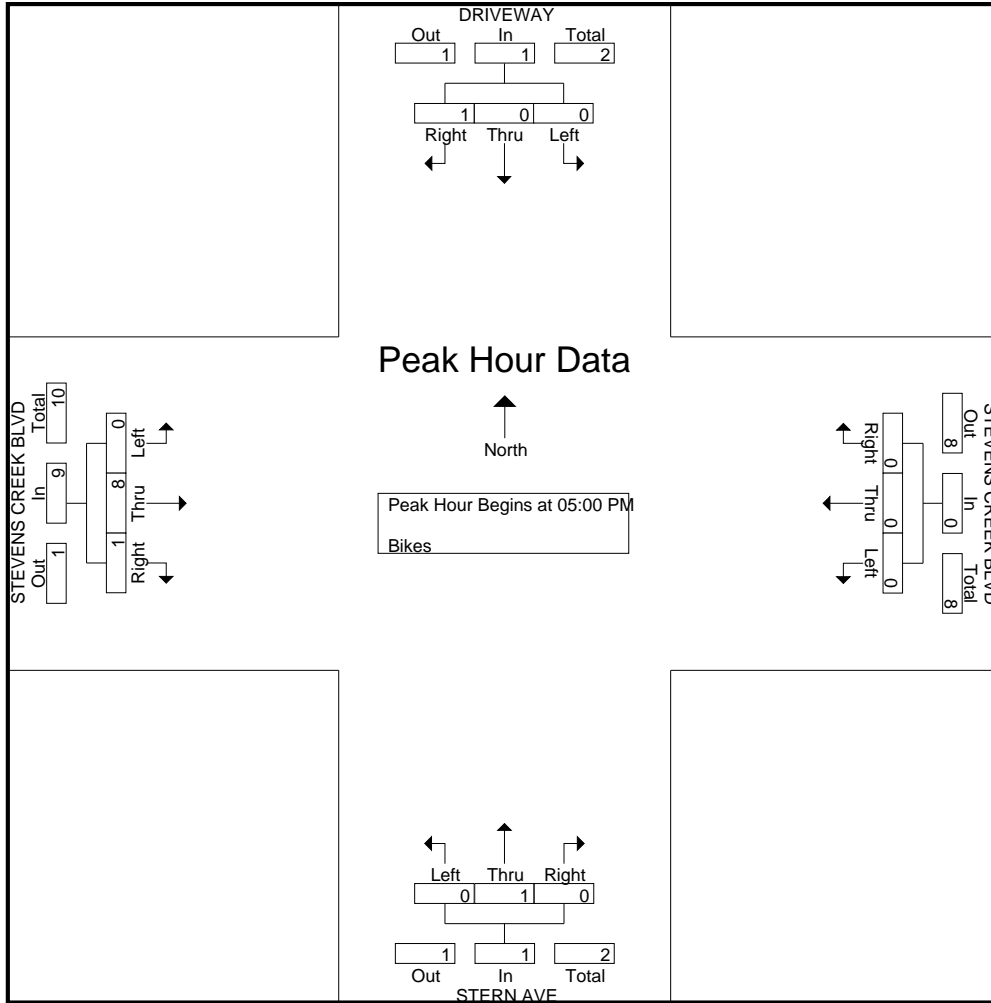 DRIVEWAY
Out In Total
1 1 2
1 0 0
Right Thru Left
Peak Hour Data
North
Peak Hour Begins at 05:00 PM
Bikes
STEVENS CREEK BLVD
Total In Out
10 9 1
0 8 1
Left Thru Right
STEVENS CREEK BLVD
Out In Total
8 0 8
0 0 0
Right Thru Left
Left Thru Right
0 1 0
1 1 2
Out In Total
STERN AVE